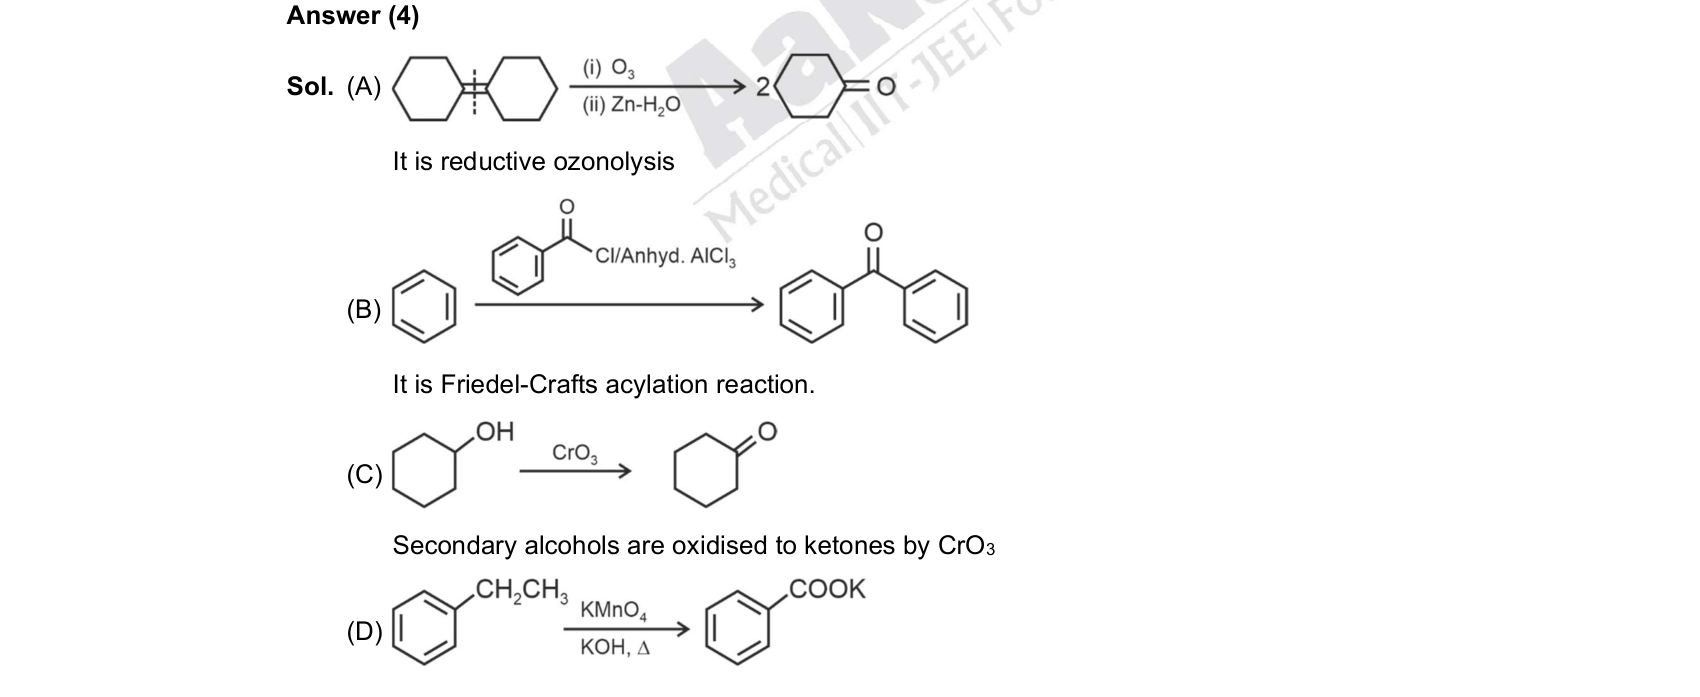 Answer (4)
Sol. (A) (i) O₃ (ii) Zn-H₂O 2 O
It is reductive ozonolysis
O
Cl/Anhyd. AlCl₃
O
(B)
It is Friedel-Crafts acylation reaction.
(C) OH CrO₃ O
Secondary alcohols are oxidised to ketones by CrO₃
(D) CH₂CH₃ KMnO₄ KOH, Δ COOK
Medical|IIT-JEE|